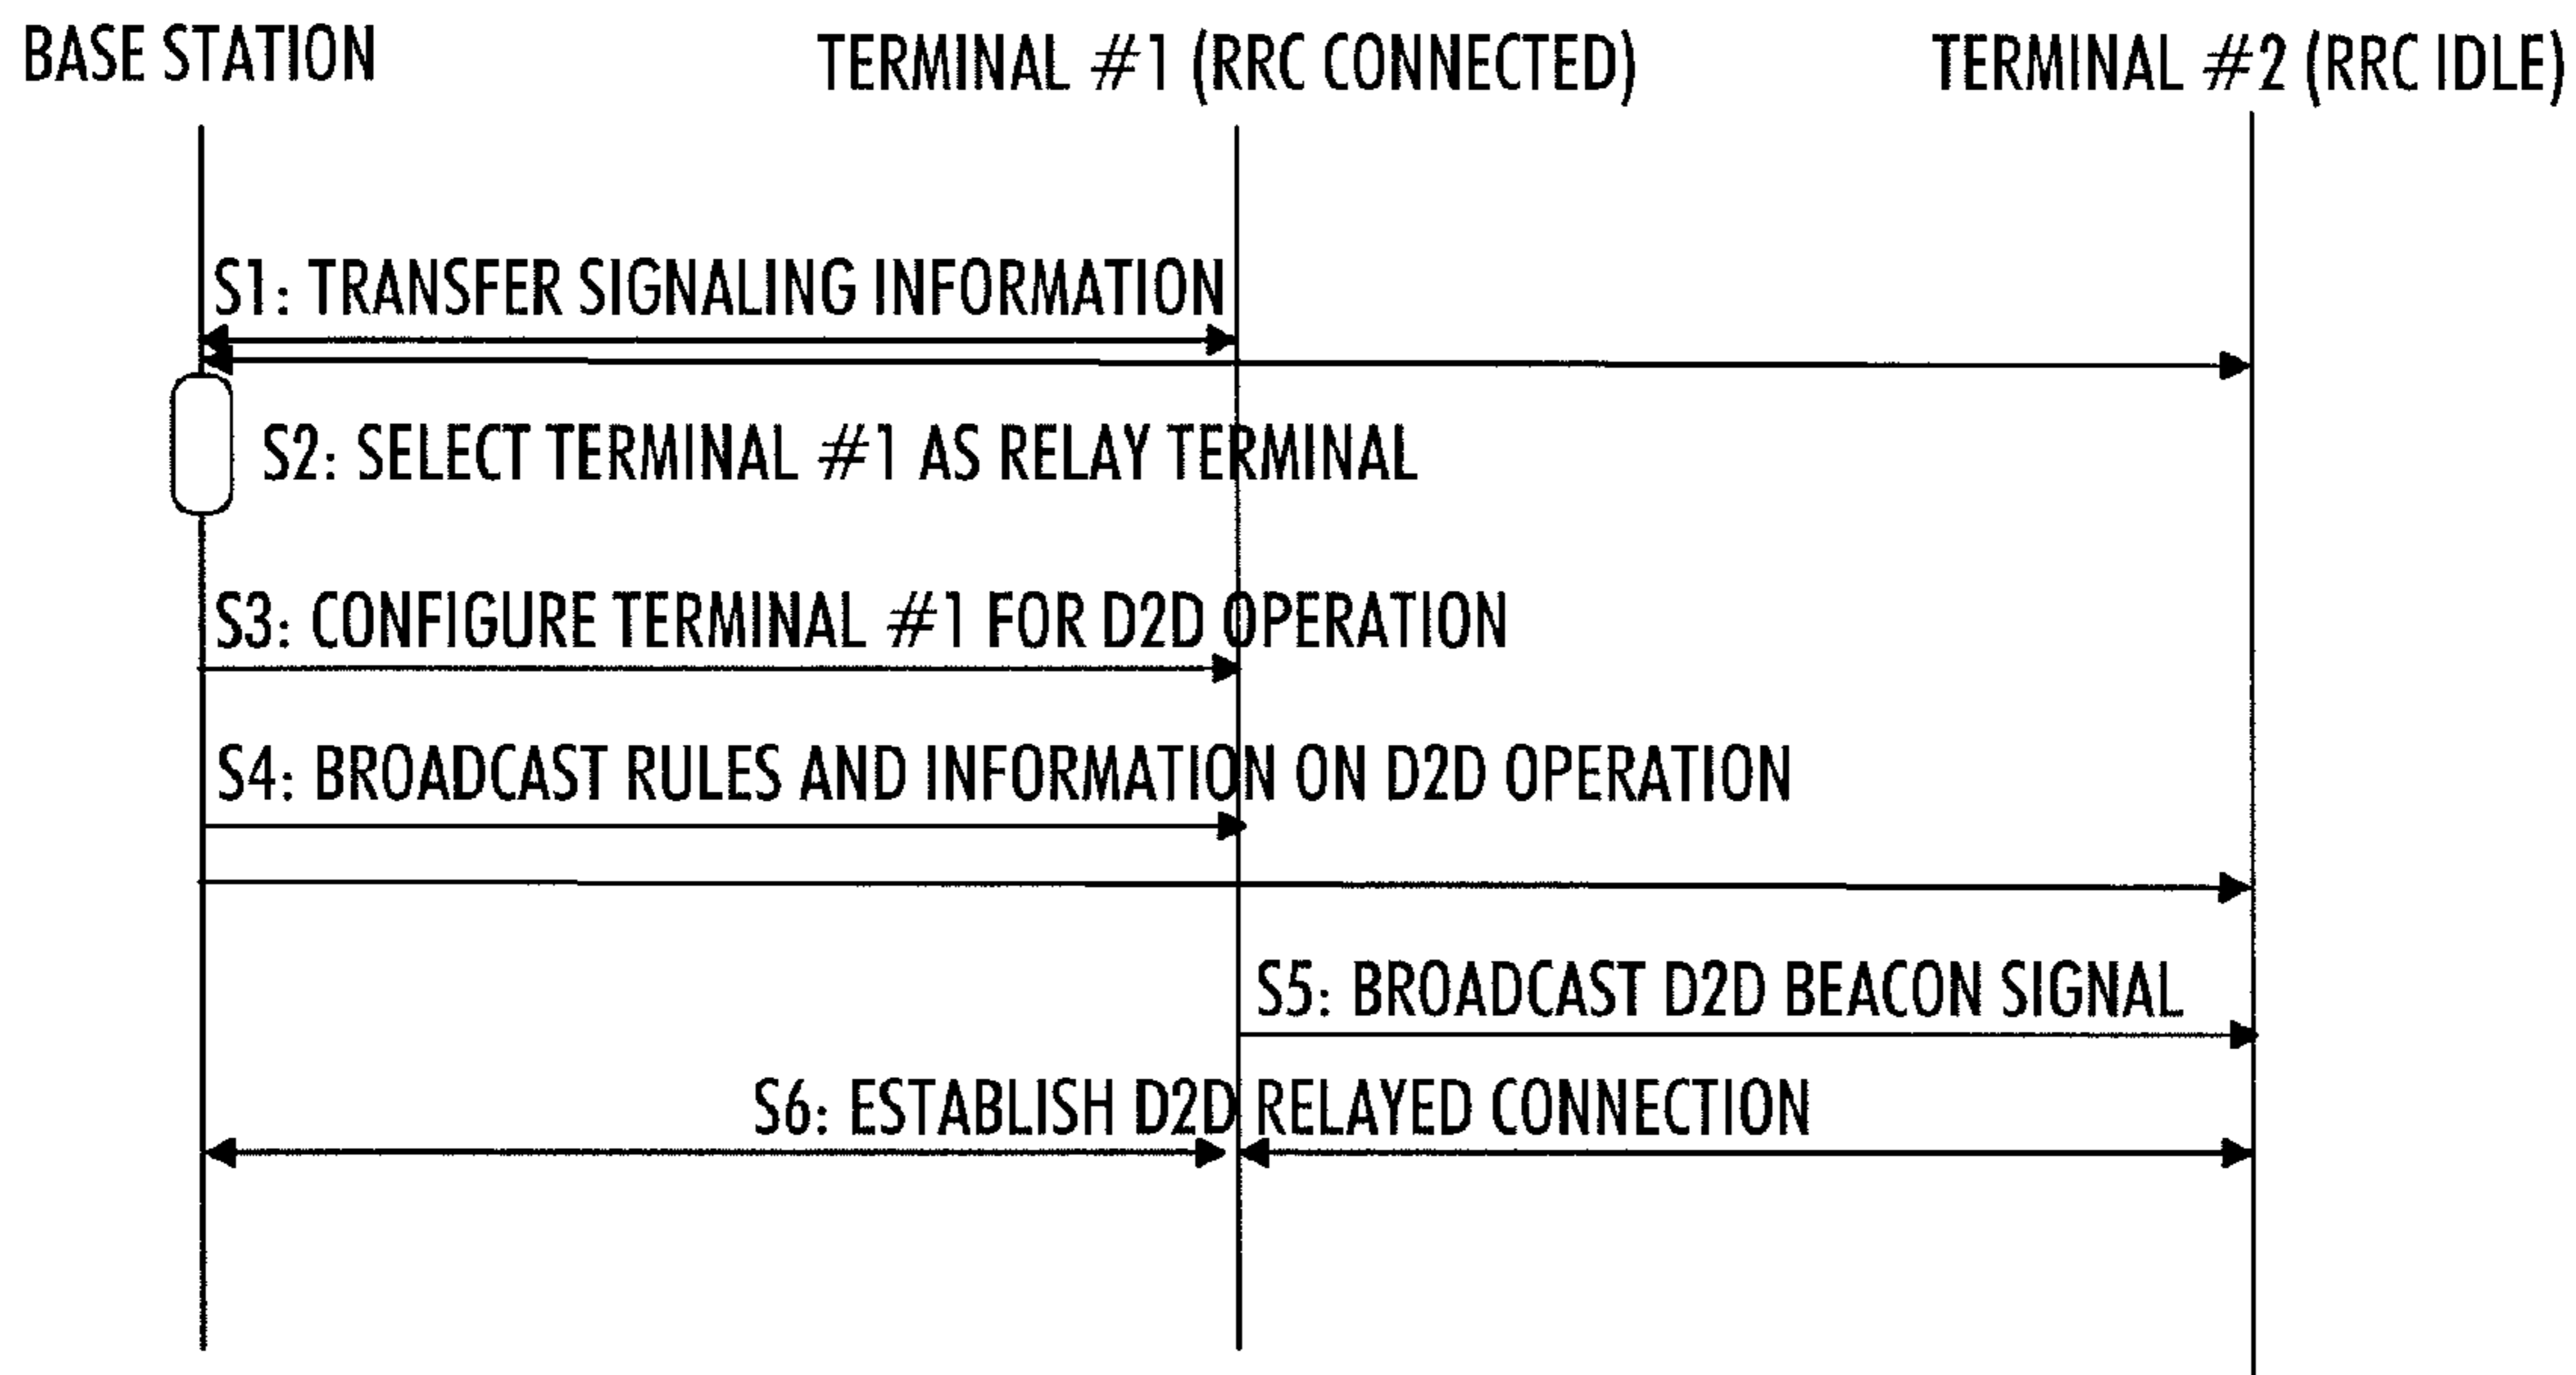 BASE STATION
TERMINAL #1 (RRC CONNECTED)
TERMINAL #2 (RRC IDLE)
S1: TRANSFER SIGNALING INFORMATION
S2: SELECT TERMINAL #1 AS RELAY TERMINAL
S3: CONFIGURE TERMINAL #1 FOR D2D OPERATION
S4: BROADCAST RULES AND INFORMATION ON D2D OPERATION
S5: BROADCAST D2D BEACON SIGNAL
S6: ESTABLISH D2D RELAYED CONNECTION